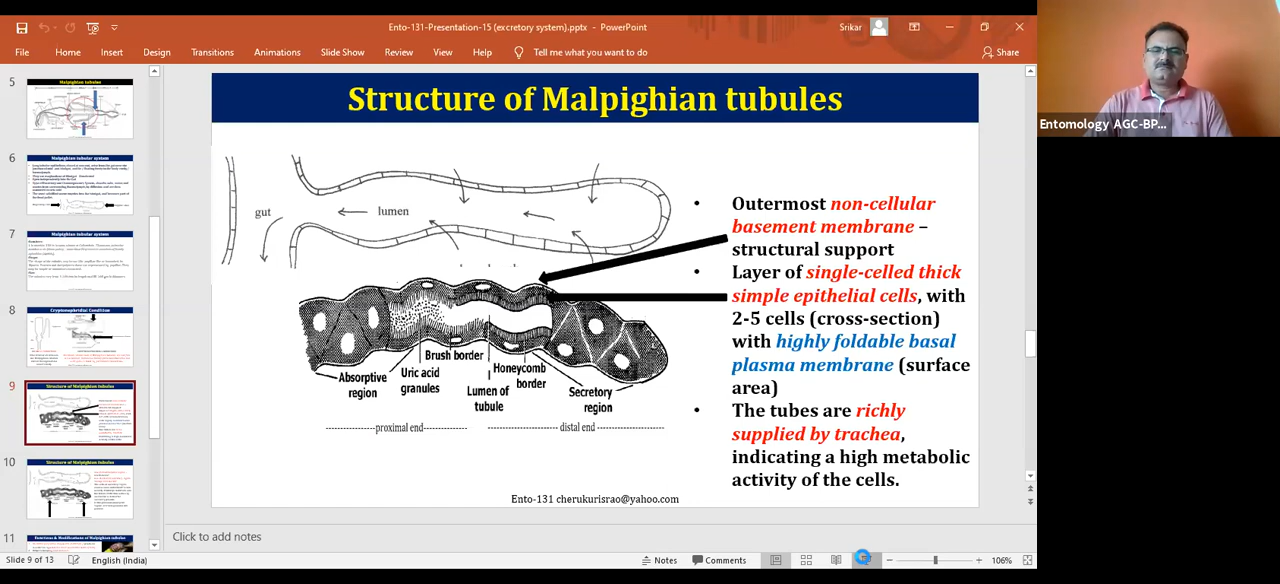 Ento-131-Presentation-15 (excretory system).pptx - PowerPoint
Srikar
File Home Insert Design Transitions Animations Slide Show Review View Help Tell me what you want to do Share
5
Malpighian tubules
6
Malpighian tubular system
7
Malpighian tubular system
8
Cryptonephridial Condition
9
Structure of Malpighian tubules
10
Structure of Malpighian tubules
11
Functions & Modifications of Malpighian tubules
Structure of Malpighian tubules
gut
lumen
Absorptive region
Uric acid granules
Brush border
Lumen of tubule
Honeycomb border
Secretory region
proximal end
distal end
• Outermost non-cellular
basement membrane –
structural support
• Layer of single-celled thick
simple epithelial cells, with
2-5 cells (cross-section)
with highly foldable basal
plasma membrane (surface
area)
• The tubes are richly
supplied by trachea,
indicating a high metabolic
activity of the cells.
Ento-131 cherukurisrao@yahoo.com
Click to add notes
Slide 9 of 13 English (India) Notes Comments 106%
Entomology AGC-BP...